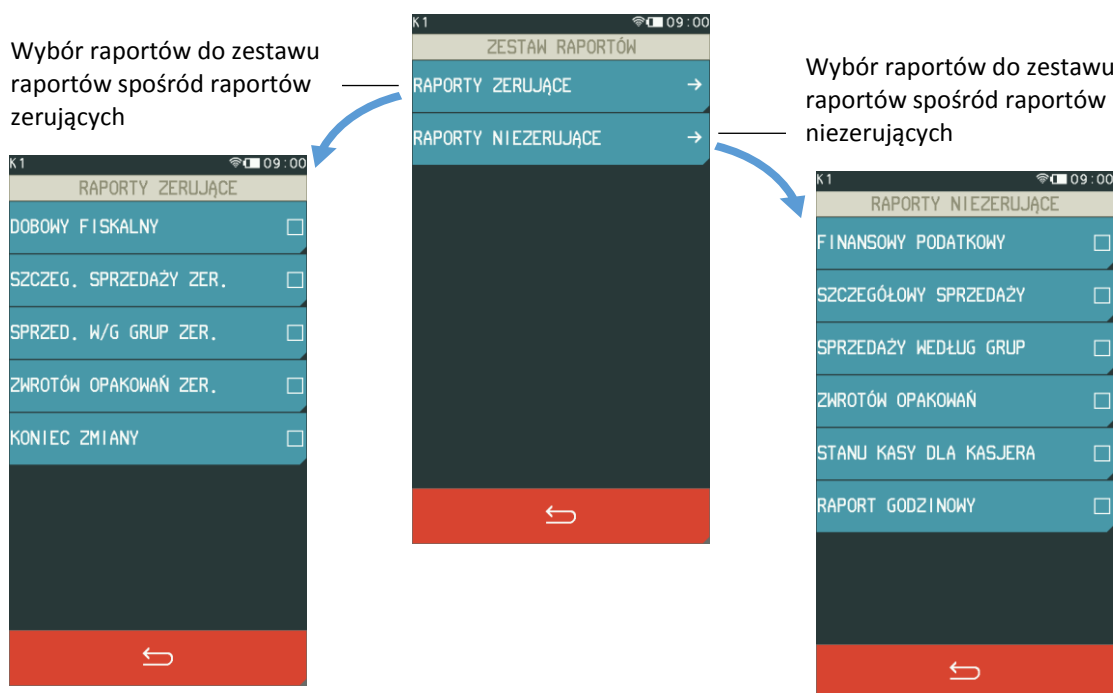 Wybór raportów do zestawu
raportów spośród raportów
zerujących
K1 09:00
ZESTAW RAPORTÓW
RAPORTY ZERUJĄCE
RAPORTY NIEZERUJĄCE
Wybór raportów do zestawu
raportów spośród raportów
niezerujących
K1 09:00
RAPORTY ZERUJĄCE
DOBOWY FISKALNY
SZCZEG. SPRZEDAŻY ZER.
SPRZED. W/G GRUP ZER.
ZWROTÓW OPAKOWAŃ ZER.
KONIEC ZMIANY
K1 09:00
RAPORTY NIEZERUJĄCE
FINANSOWY PODATKOWY
SZCZEGÓŁOWY SPRZEDAŻY
SPRZEDAŻY WEDŁUG GRUP
ZWROTÓW OPAKOWAŃ
STANU KASY DLA KASJERA
RAPORT GODZINOWY